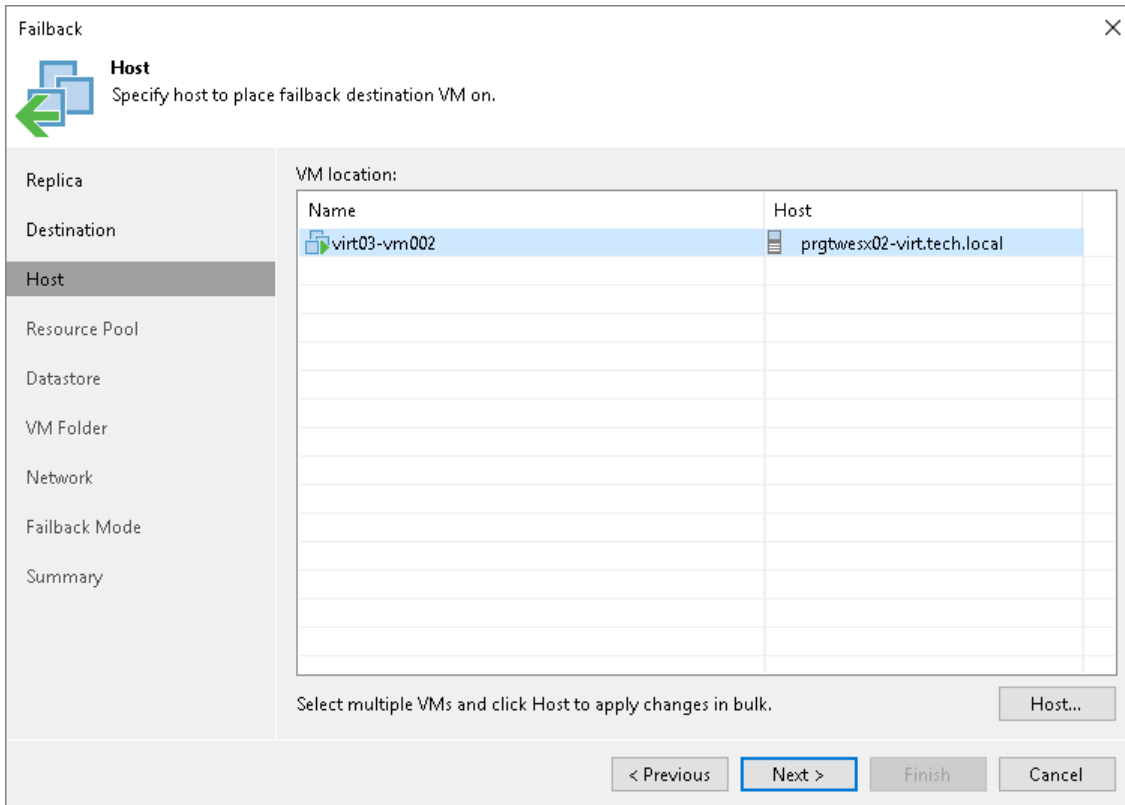 Failback
Host
Specify host to place failback destination VM on.
Replica
Destination
Host
Resource Pool
Datastore
VM Folder
Network
Failback Mode
Summary
VM location:
Name Host
virt03-vm002 prgtwesx02-virt.tech.local
Select multiple VMs and click Host to apply changes in bulk. Host...
< Previous Next > Finish Cancel